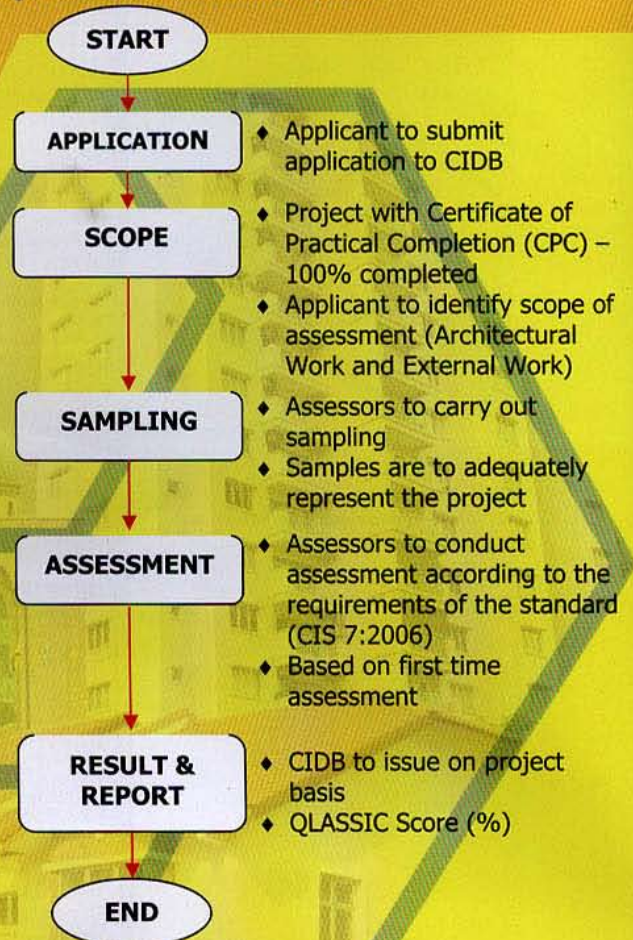 START
APPLICATION
♦ Applicant to submit
application to CIDB
SCOPE
♦ Project with Certificate of
Practical Completion (CPC) –
100% completed
♦ Applicant to identify scope of
assessment (Architectural
Work and External Work)
SAMPLING
♦ Assessors to carry out
sampling
♦ Samples are to adequately
represent the project
ASSESSMENT
♦ Assessors to conduct
assessment according to the
requirements of the standard
(CIS 7:2006)
♦ Based on first time
assessment
RESULT &
REPORT
♦ CIDB to issue on project
basis
♦ QLASSIC Score (%)
END